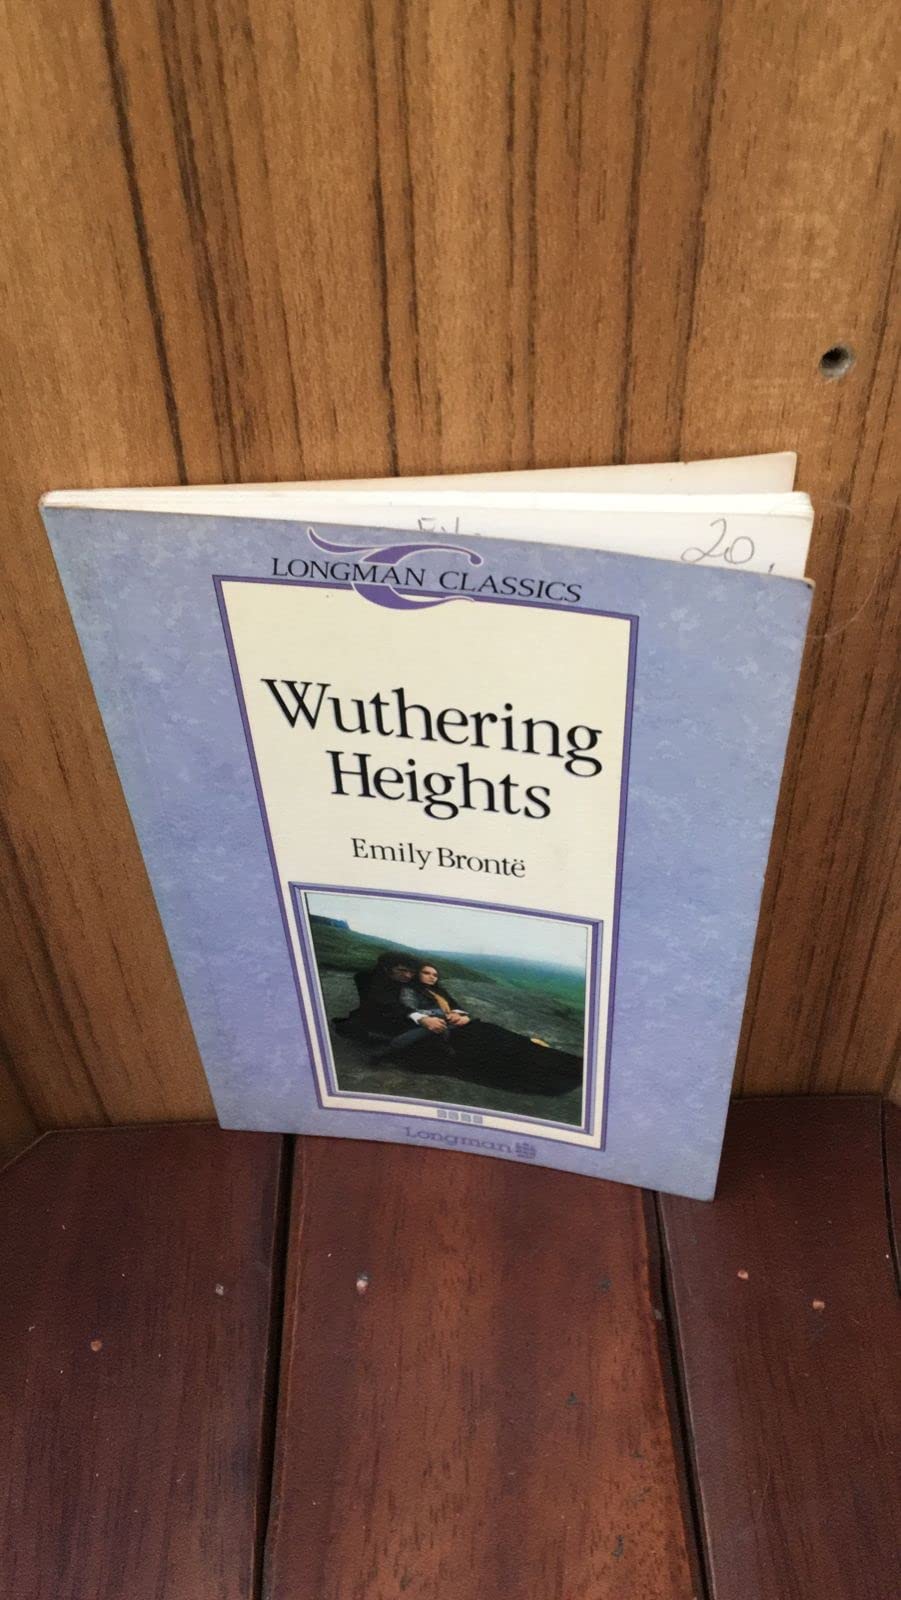 20
LONGMAN CLASSICS
Wuthering
Heights
Emily Brontë
Longman